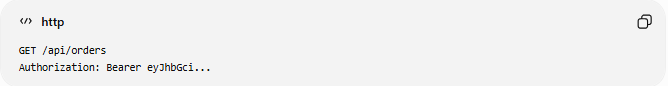 http
GET /api/orders
Authorization: Bearer eyJhbGci...